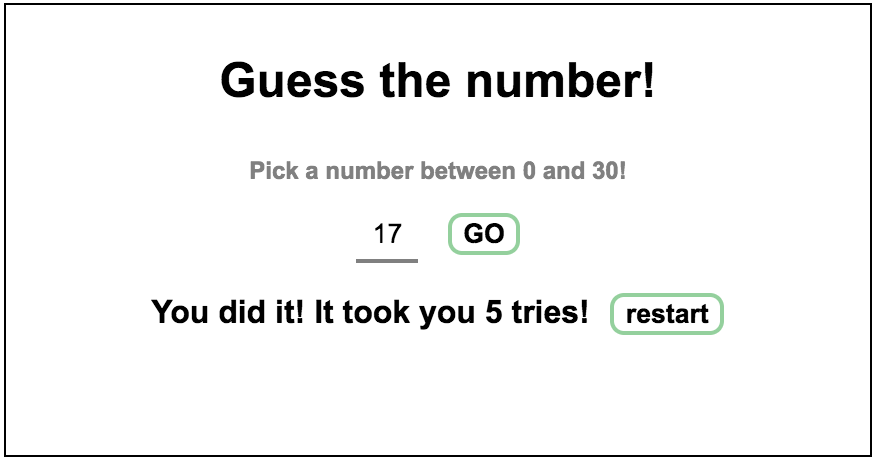 Guess the number!
Pick a number between 0 and 30!
17 GO
You did it! It took you 5 tries! restart